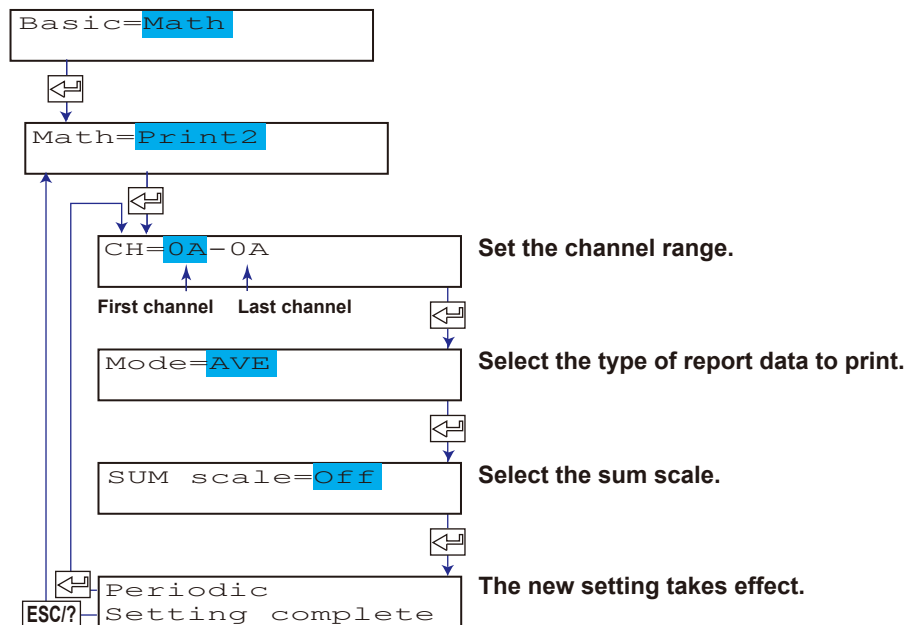 Basic=Math
Math=Print2
CH=0A-0A
Set the channel range.
First channel Last channel
Mode=AVE
Select the type of report data to print.
SUM scale=Off
Select the sum scale.
Periodic
The new setting takes effect.
ESC/?
Setting complete